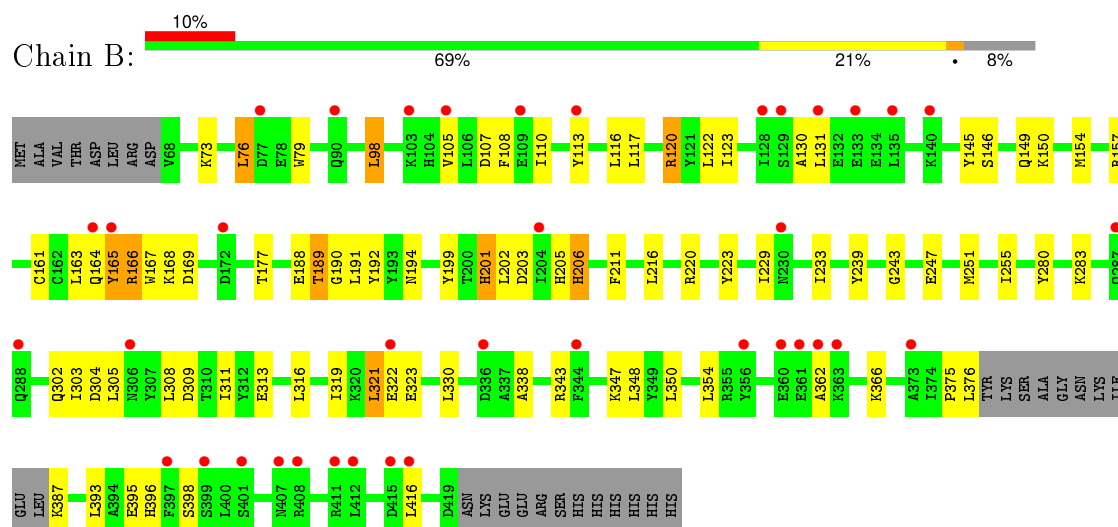 10%
Chain B:
69% 21% • 8%
MET ALA VAL THR ASP LEU ARG ASP V68 K73 L76 D77 E78 W79 Q90 L98 K103 H104 V105 L106 D107 F108 E109 I110 Y113 L116 L117 R120 Y121 L122 I123 I128 S129 A130 L131 E132 E133 E134 L135 K140 Y145 S146 Q149 K150 M154 R157
C161 C162 L163 Q164 Y165 R166 W167 K168 D169 D172 T177 E188 T189 G190 L191 Y192 Y193 N194 Y199 T200 H201 L202 D203 I204 H205 H206 F211 L216 R220 Y223 I229 N230 I233 Y239 G243 E247 M251 I255 Y280 K283 Q287
Q288 Q302 I303 D304 L305 N306 Y307 L308 D309 T310 I311 Y312 E313 L316 I319 K320 L321 E322 E323 L330 D336 A337 A338 R343 F344 K347 L348 Y349 L350 L354 R355 Y356 E360 E361 A362 K363 K366 A373 I374 P375 L376 TYR LYS SER ALA GLY ASN LYS ILE
GLU LEU K387 L393 A394 E395 H396 F397 S398 S399 L400 S401 N407 R408 R411 L412 D415 L416 D419 ASN LYS GLU GLU ARG SER HIS HIS HIS HIS HIS HIS